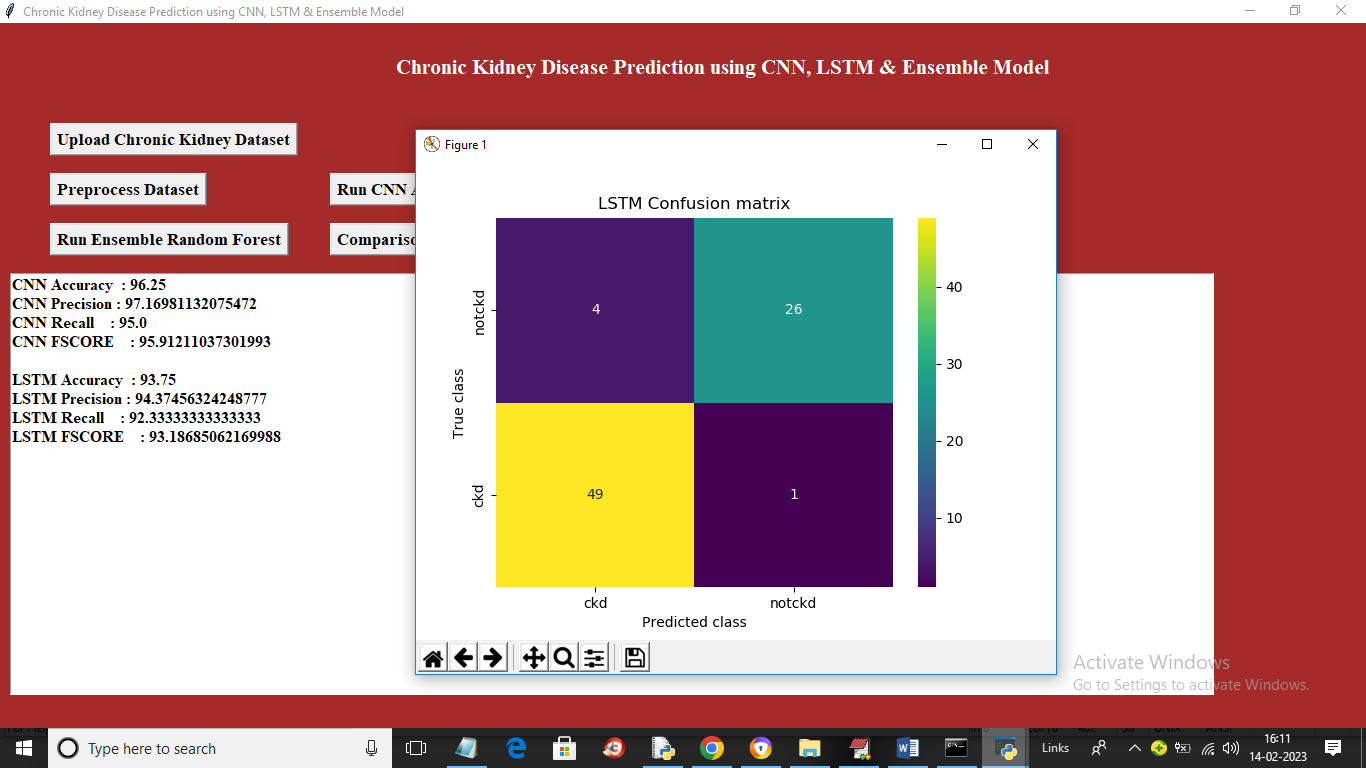 Chronic Kidney Disease Prediction using CNN, LSTM & Ensemble Model
Chronic Kidney Disease Prediction using CNN, LSTM & Ensemble Model
Upload Chronic Kidney Dataset
Preprocess Dataset
Run CNN
Run Ensemble Random Forest
CNN Accuracy : 96.25
CNN Precision : 97.16981132075472
CNN Recall : 95.0
CNN FSCORE : 95.91211037301993
LSTM Accuracy : 93.75
LSTM Precision : 94.37456324248777
LSTM Recall : 92.33333333333333
LSTM FSCORE : 93.18685062169988
Figure 1
LSTM Confusion matrix
True class
notckd
4
26
ckd
49
1
ckd
notckd
Predicted class
40
30
20
10
Activate Windows
Go to Settings to activate Windows.
Type here to search
Links
16:11
14-02-2023